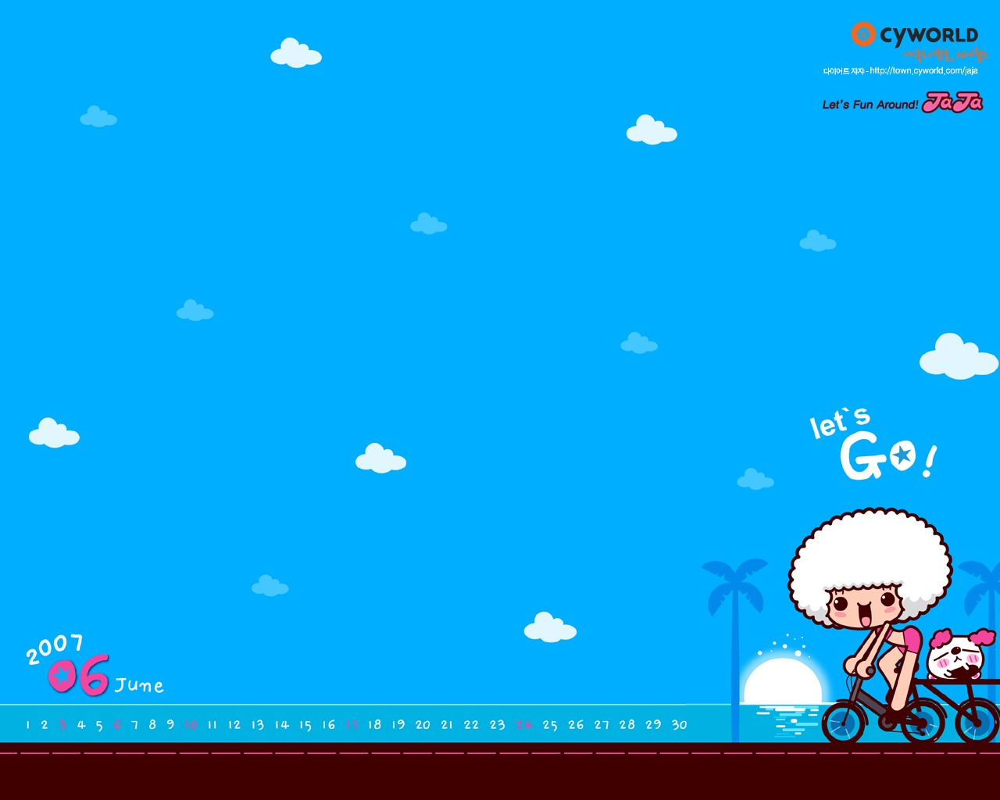 CYWORLD
다이어트 자자 - http://town.cyworld.com/jaja
Let's Fun Around! JaJa
let`s
Go!
2007
06 June
1 2 3 4 5 6 7 8 9 10 11 12 13 14 15 16 17 18 19 20 21 22 23 24 25 26 27 28 29 30